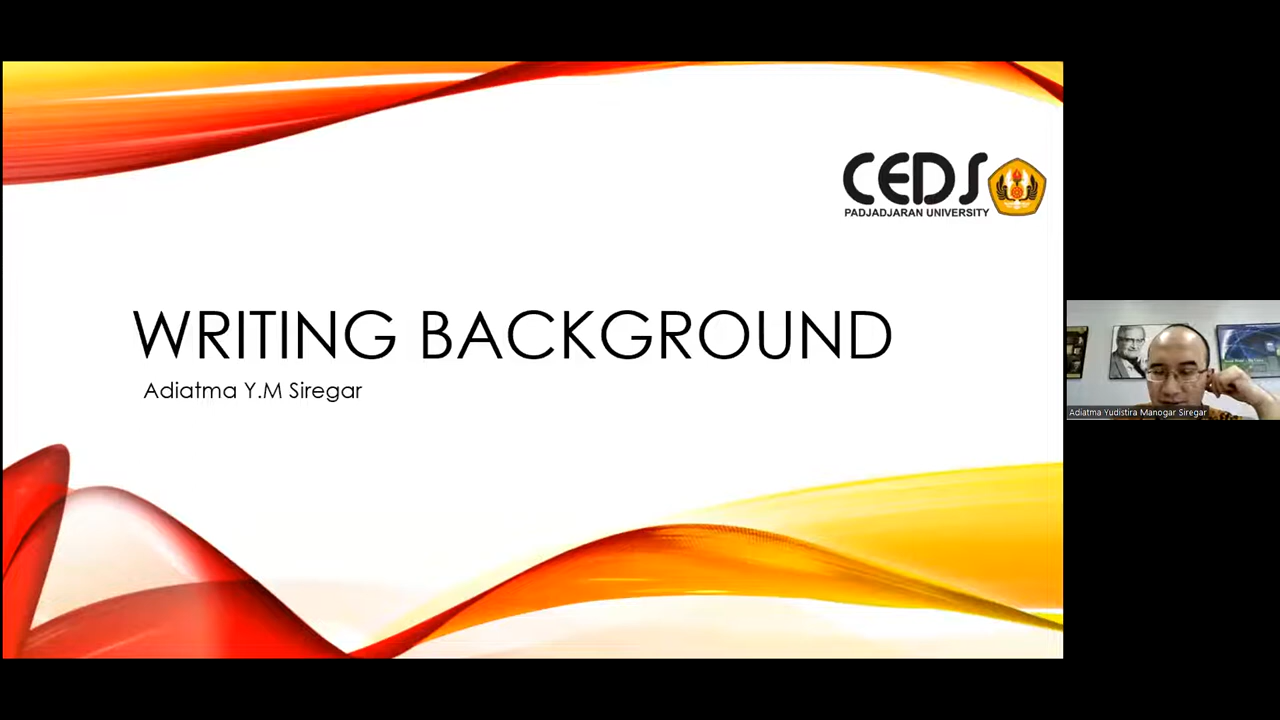 CEDS
PADJADJARAN UNIVERSITY
WRITING BACKGROUND
Adiatma Y.M Siregar
Adiatma Yudistira Manogar Siregar